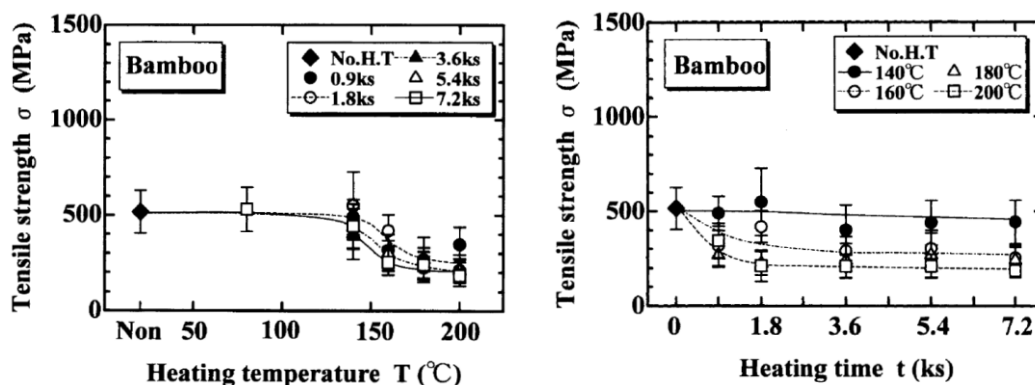 Tensile strength σ (MPa)
1500
1000
500
0
Bamboo
No.H.T
3.6ks
0.9ks
5.4ks
1.8ks
7.2ks
Non
50
100
150
200
Heating temperature T (℃)
Tensile strength σ (MPa)
1500
1000
500
0
Bamboo
No.H.T
140℃
180℃
160℃
200℃
0
1.8
3.6
5.4
7.2
Heating time t (ks)